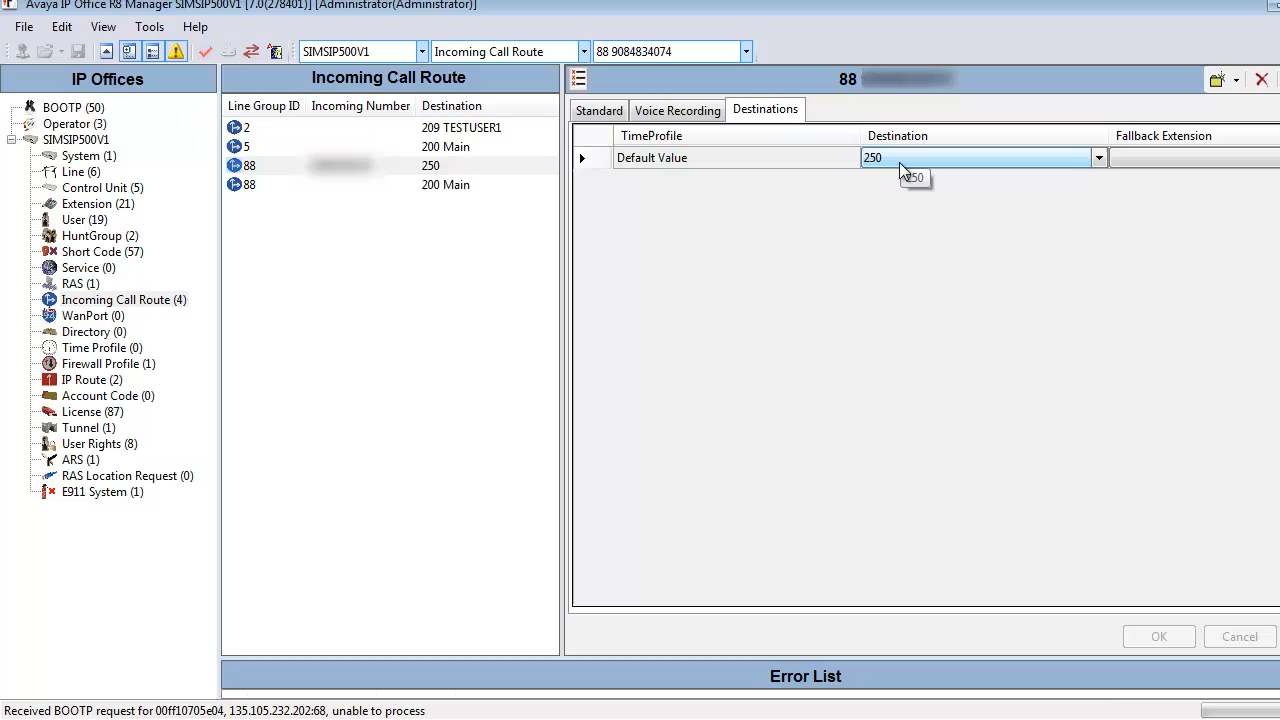 Avaya IP Office R8 Manager SIMSIP500V1 [7.0(278401)] [Administrator(Administrator)]
File Edit View Tools Help
SIMSIP500V1 Incoming Call Route 88 9084834074
IP Offices
BOOTP (50)
Operator (3)
SIMSIP500V1
System (1)
Line (6)
Control Unit (5)
Extension (21)
User (19)
HuntGroup (2)
Short Code (57)
Service (0)
RAS (1)
Incoming Call Route (4)
WanPort (0)
Directory (0)
Time Profile (0)
Firewall Profile (1)
IP Route (2)
Account Code (0)
License (87)
Tunnel (1)
User Rights (8)
ARS (1)
RAS Location Request (0)
E911 System (1)
Incoming Call Route
Line Group ID Incoming Number Destination
2 209 TESTUSER1
5 200 Main
88 250
88 200 Main
88
Standard Voice Recording Destinations
TimeProfile Destination Fallback Extension
Default Value 250
250
OK Cancel
Error List
Received BOOTP request for 00ff10705e04, 135.105.232.202:68, unable to process